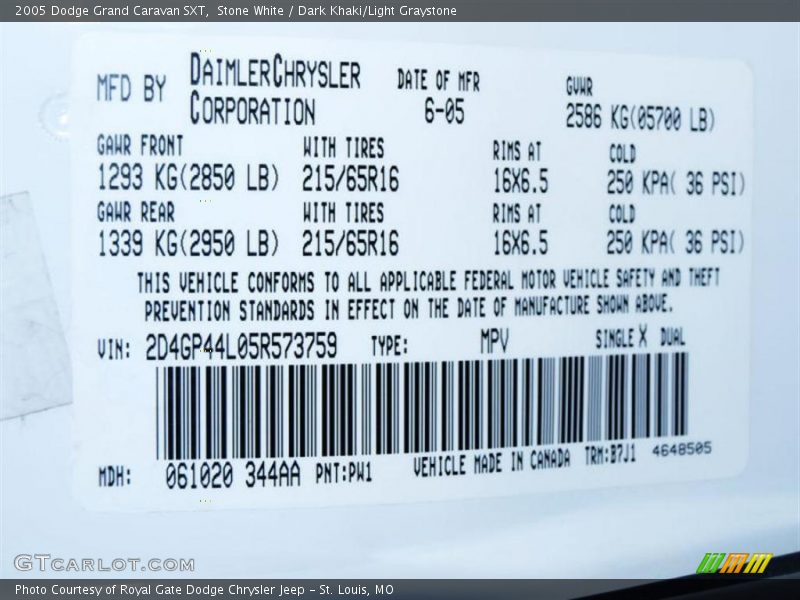 2005 Dodge Grand Caravan SXT,  Stone White / Dark Khaki/Light Graystone
MFD BY DAIMLERCHRYSLER CORPORATION DATE OF MFR 6-05 GVWR 2586 KG(05700 LB)
GAWR FRONT WITH TIRES RIMS AT COLD
1293 KG(2850 LB) 215/65R16 16X6.5 250 KPA( 36 PSI)
GAWR REAR WITH TIRES RIMS AT COLD
1339 KG(2950 LB) 215/65R16 16X6.5 250 KPA( 36 PSI)
THIS VEHICLE CONFORMS TO ALL APPLICABLE FEDERAL MOTOR VEHICLE SAFETY AND THEFT
PREVENTION STANDARDS IN EFFECT ON THE DATE OF MANUFACTURE SHOWN ABOVE.
VIN: 2D4GP44L05R573759 TYPE: MPV SINGLE X DUAL
MDH: 061020 344AA PNT:PW1 VEHICLE MADE IN CANADA TRM:B7J1 4648505
GTCARLOT.COM
Photo Courtesy of Royal Gate Dodge Chrysler Jeep - St. Louis, MO